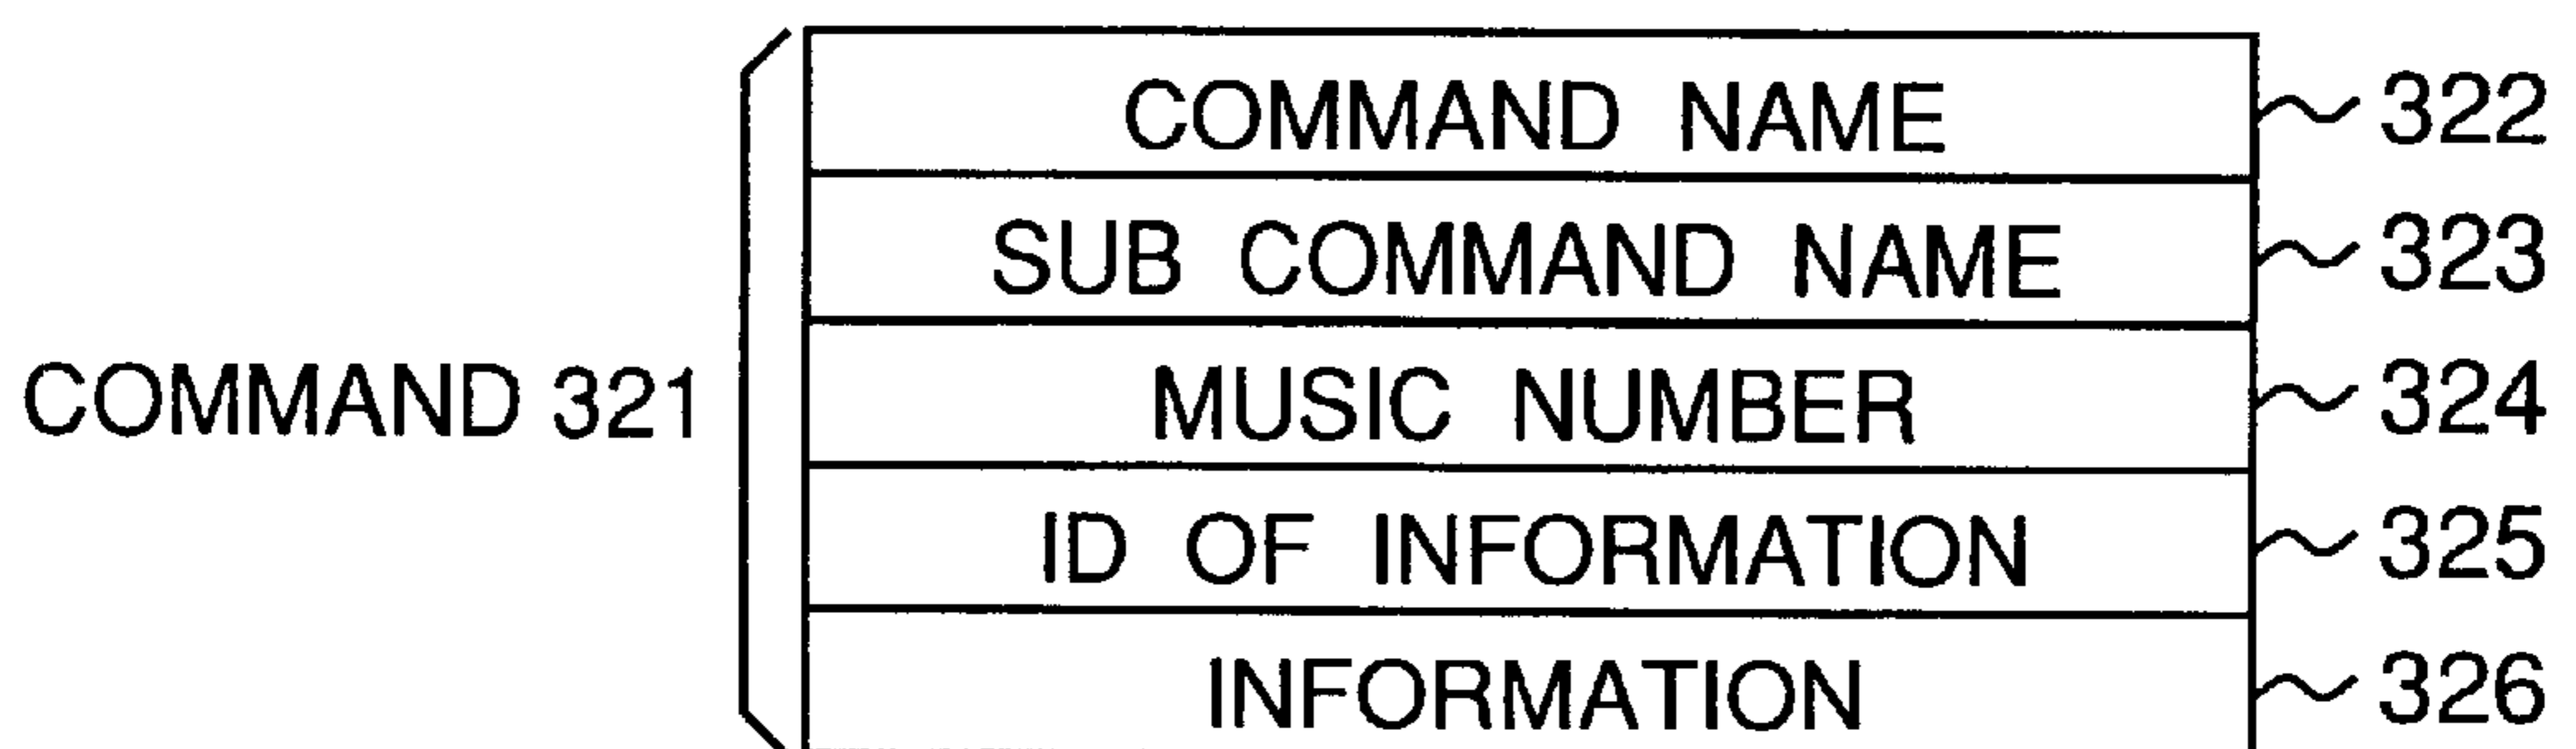 COMMAND NAME 322
SUB COMMAND NAME 323
COMMAND 321 MUSIC NUMBER 324
ID OF INFORMATION 325
INFORMATION 326